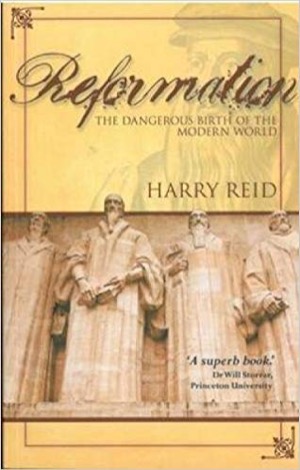 Reformation
THE DANGEROUS BIRTH OF THE
MODERN WORLD
HARRY REID
'A superb book.'
Dr Will Storrar,
Princeton University